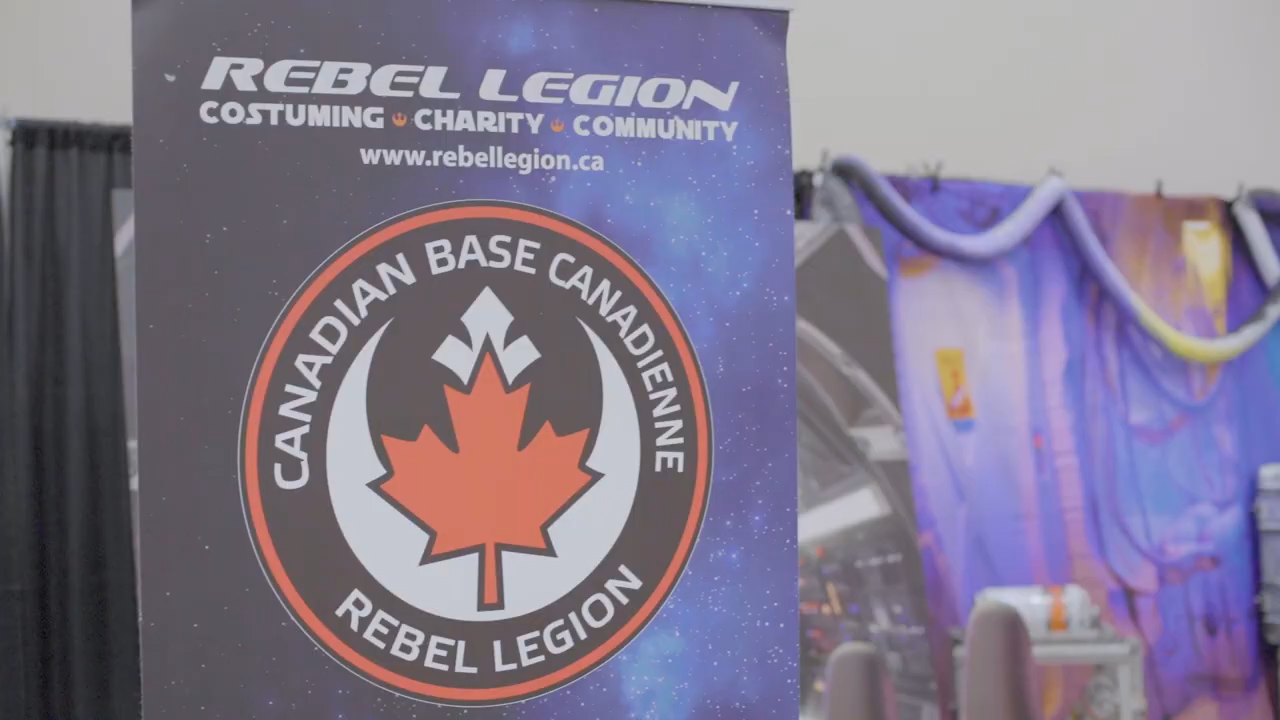 REBEL LEGION
COSTUMING CHARITY COMMUNITY
www.rebellegion.ca
CANADIAN BASE CANADIENNE
REBEL LEGION